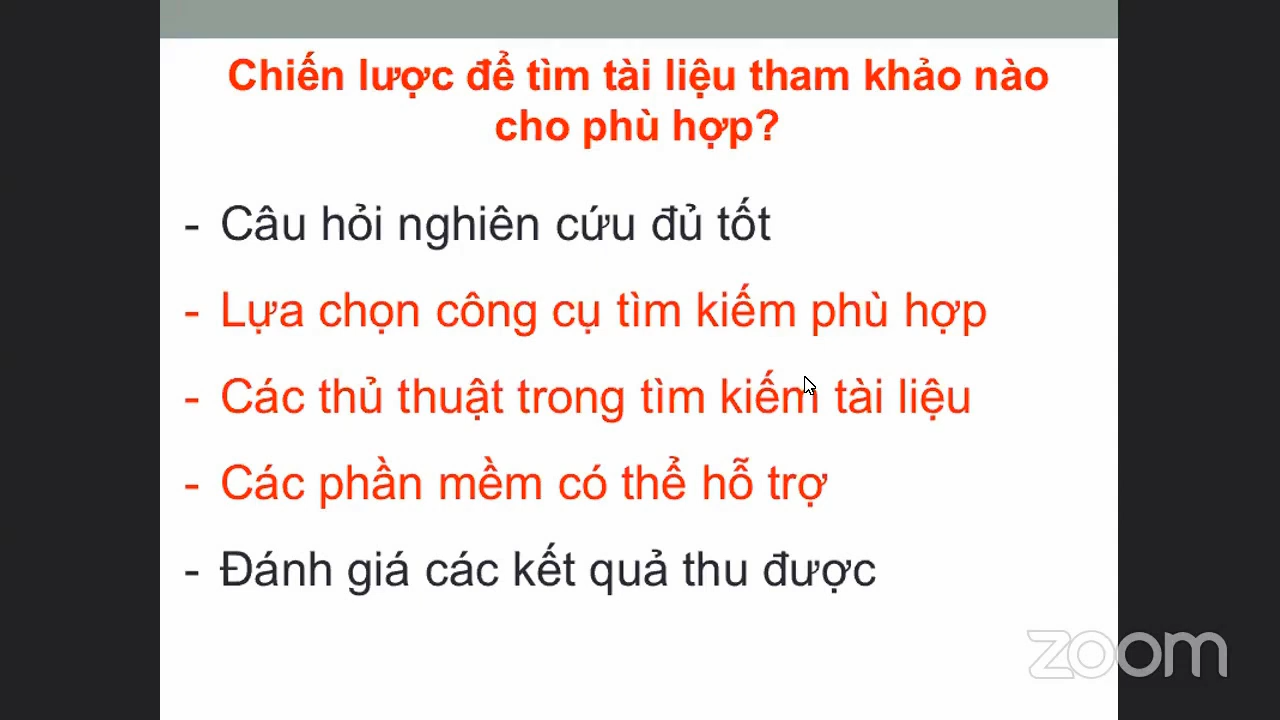 Chiến lược để tìm tài liệu tham khảo nào
cho phù hợp?
- Câu hỏi nghiên cứu đủ tốt
- Lựa chọn công cụ tìm kiếm phù hợp
- Các thủ thuật trong tìm kiếm tài liệu
- Các phần mềm có thể hỗ trợ
- Đánh giá các kết quả thu được
zoom